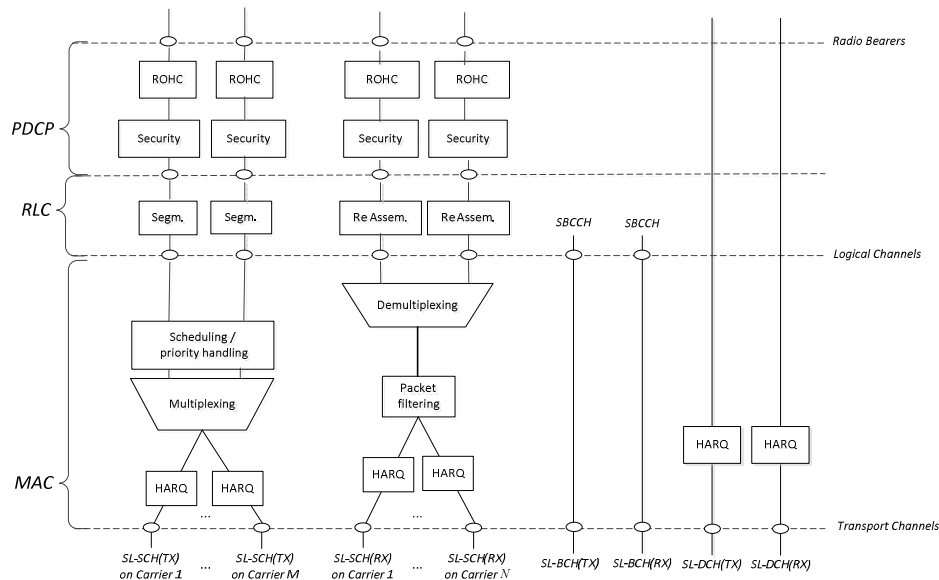 Radio Bearers
ROHC
ROHC
ROHC
ROHC
PDCP
Security
Security
Security
Security
RLC
Segm.
Segm.
Re Assem.
Re Assem.
SBCCH
SBCCH
Logical Channels
Demultiplexing
Scheduling /
priority handling
Packet
filtering
Multiplexing
HARQ
HARQ
MAC
HARQ
HARQ
HARQ
HARQ
...
...
Transport Channels
SL-SCH(TX)
on Carrier 1
...
SL-SCH(TX)
on Carrier M
SL-SCH(RX)
on Carrier 1
...
SL-SCH(RX)
on Carrier N
SL-BCH(TX)
SL-BCH(RX)
SL-DCH(TX)
SL-DCH(RX)